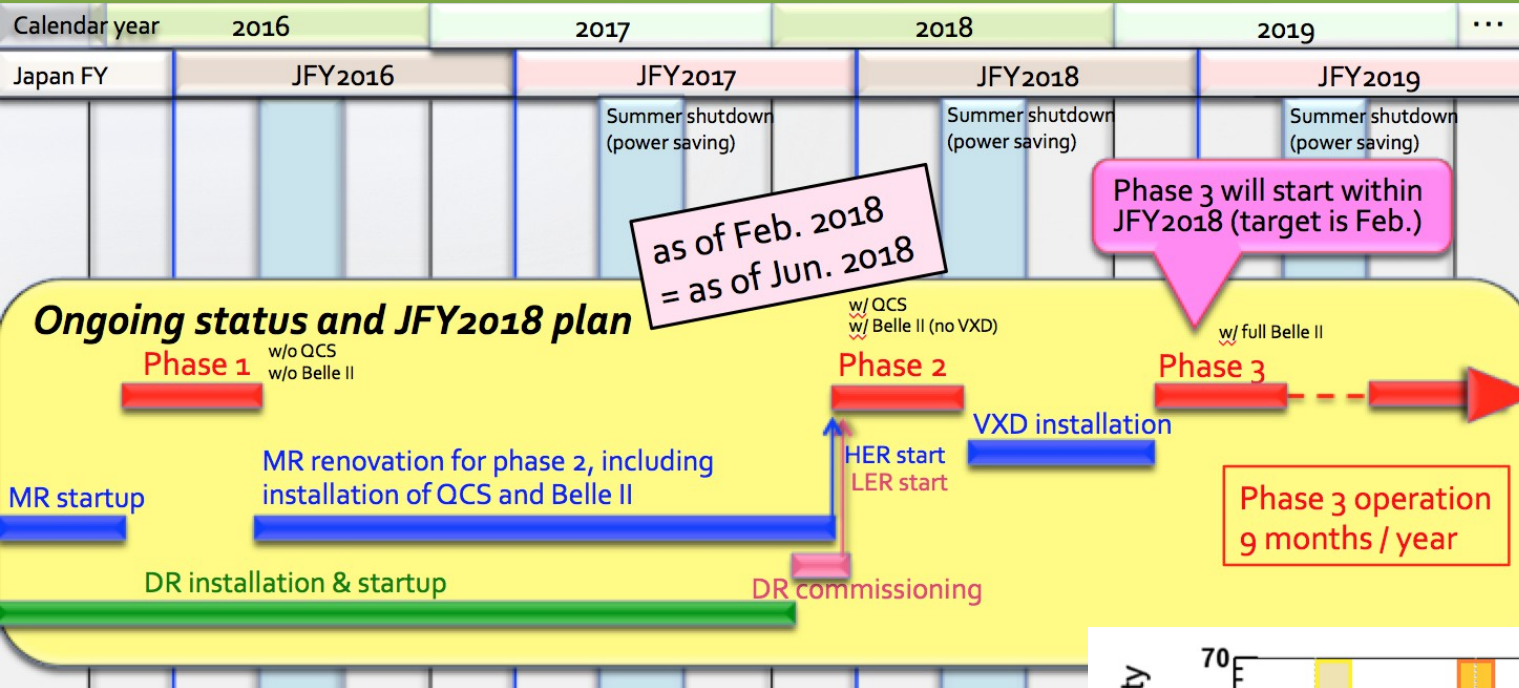 Calendar year 2016 2017 2018 2019 ...
Japan FY JFY2016 JFY2017 JFY2018 JFY2019
Summer shutdown
(power saving)
Summer shutdown
(power saving)
Summer shutdown
(power saving)
Phase 3 will start within
JFY2018 (target is Feb.)
as of Feb. 2018
= as of Jun. 2018
Ongoing status and JFY2018 plan
w/ QCS
w/ Belle II (no VXD)
w/ full Belle II
Phase 1
w/o QCS
w/o Belle II
Phase 2
Phase 3
VXD installation
HER start
LER start
MR renovation for phase 2, including
installation of QCS and Belle II
MR startup
Phase 3 operation
9 months / year
DR installation & startup
DR commissioning
70
ty